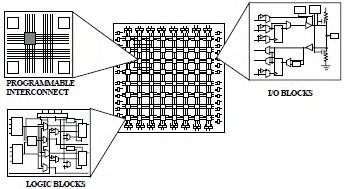 PROGRAMMABLE
INTERCONNECT
I/O BLOCKS
LOGIC BLOCKS